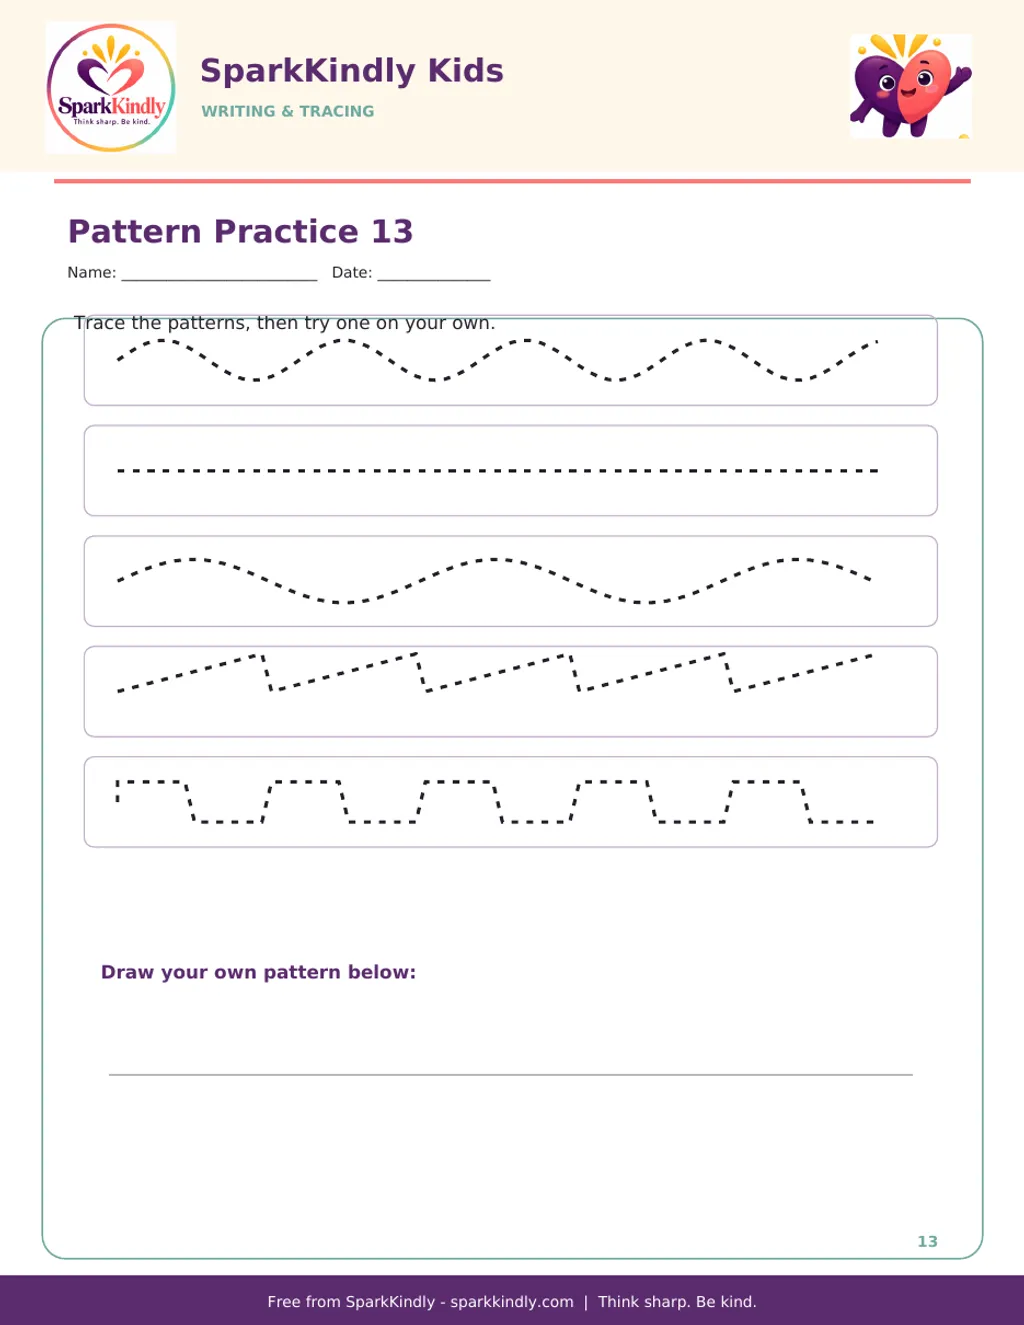 SparkKindly
Think sharp. Be kind.
SparkKindly Kids
WRITING & TRACING
Pattern Practice 13
Name: __________________________ Date: _______________
Trace the patterns, then try one on your own.
Draw your own pattern below:
13
Free from SparkKindly - sparkkindly.com | Think sharp. Be kind.